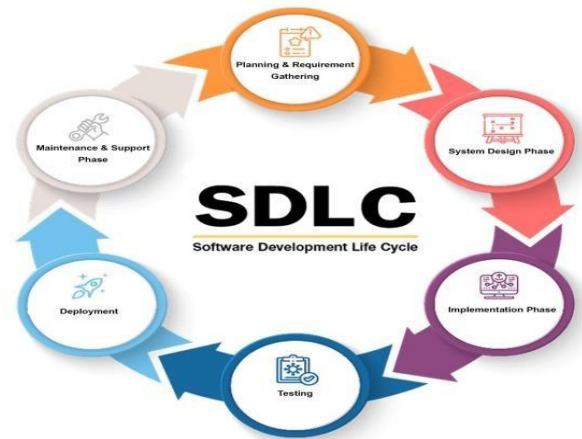 Planning & Requirement
Gathering
System Design Phase
Implementation Phase
Testing
Deployment
Maintenance & Support
Phase
SDLC
Software Development Life Cycle